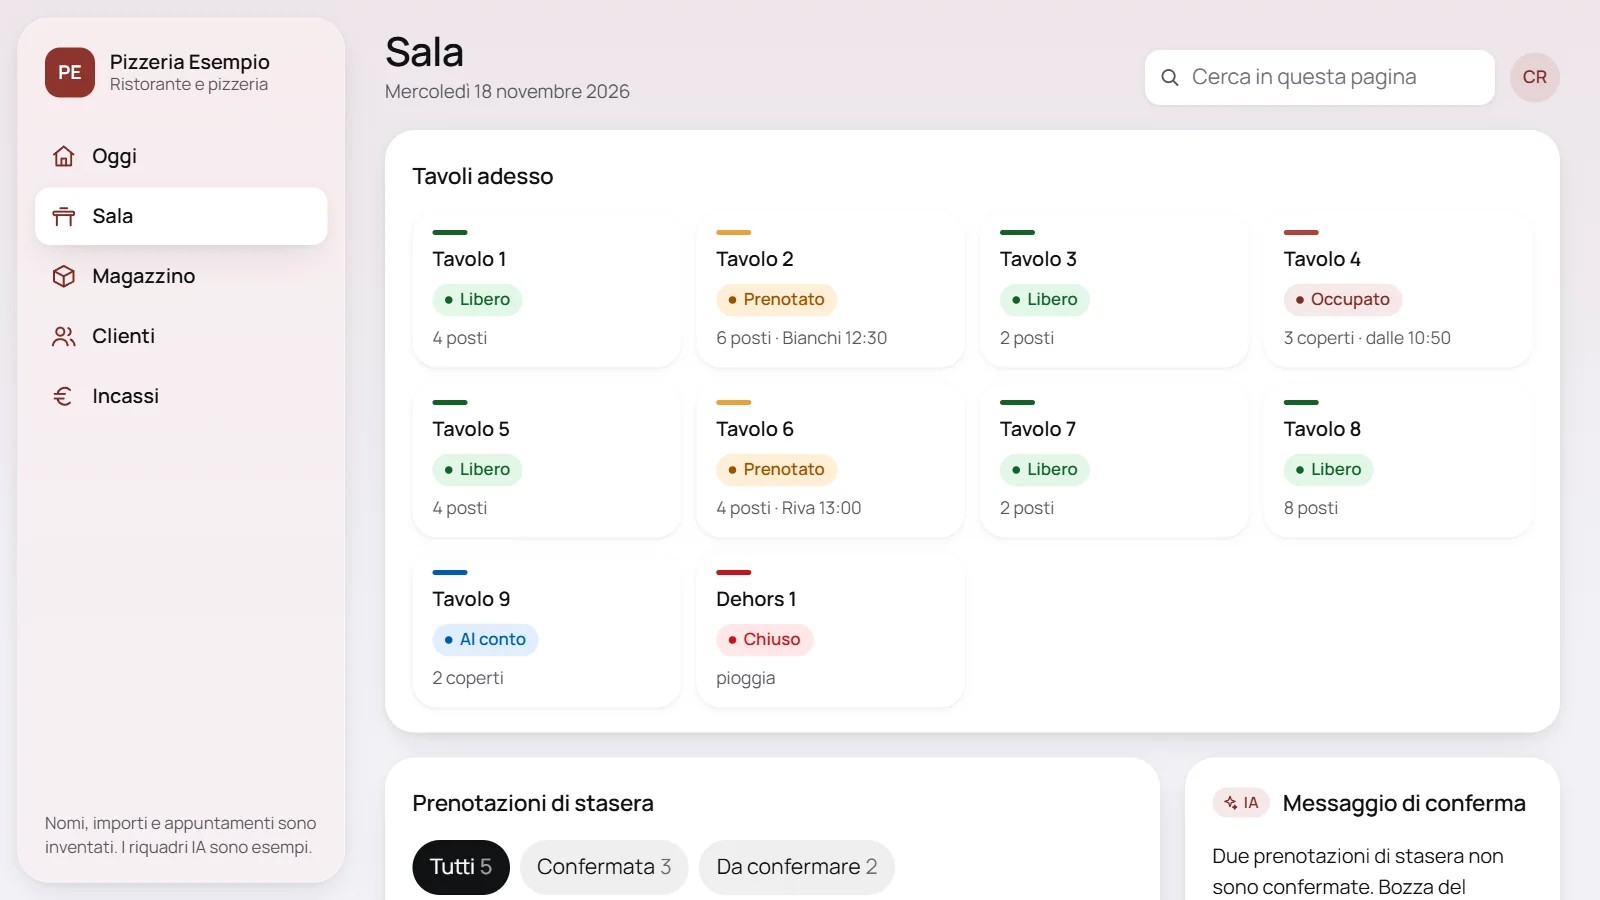 PE
Pizzeria Esempio
Ristorante e pizzeria
Oggi
Sala
Magazzino
Clienti
Incassi
Nomi, importi e appuntamenti sono
inventati. I riquadri IA sono esempi.
Sala
Mercoledì 18 novembre 2026
Cerca in questa pagina
CR
Tavoli adesso
Tavolo 1
Libero
4 posti
Tavolo 2
Prenotato
6 posti · Bianchi 12:30
Tavolo 3
Libero
2 posti
Tavolo 4
Occupato
3 coperti · dalle 10:50
Tavolo 5
Libero
4 posti
Tavolo 6
Prenotato
4 posti · Riva 13:00
Tavolo 7
Libero
2 posti
Tavolo 8
Libero
8 posti
Tavolo 9
Al conto
2 coperti
Dehors 1
Chiuso
pioggia
Prenotazioni di stasera
Tutti 5
Confermata 3
Da confermare 2
IA
Messaggio di conferma
Due prenotazioni di stasera non
sono confermate. Bozza del